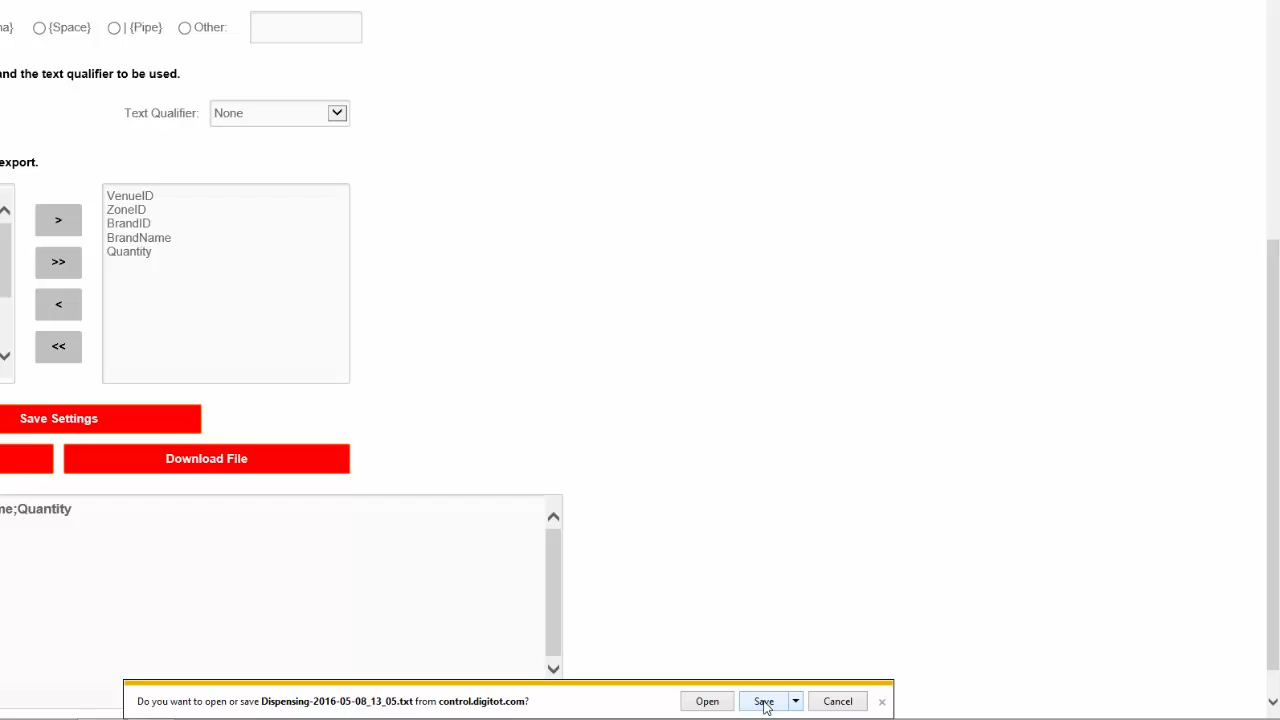 na} {Space} | {Pipe} Other:
and the text qualifier to be used.
Text Qualifier: None
export.
VenueID
ZoneID
BrandID
BrandName
Quantity
>
>>
<
<<
Save Settings
Download File
me;Quantity
Do you want to open or save Dispensing-2016-05-08_13_05.txt from control.digitot.com? Open Save Cancel ×